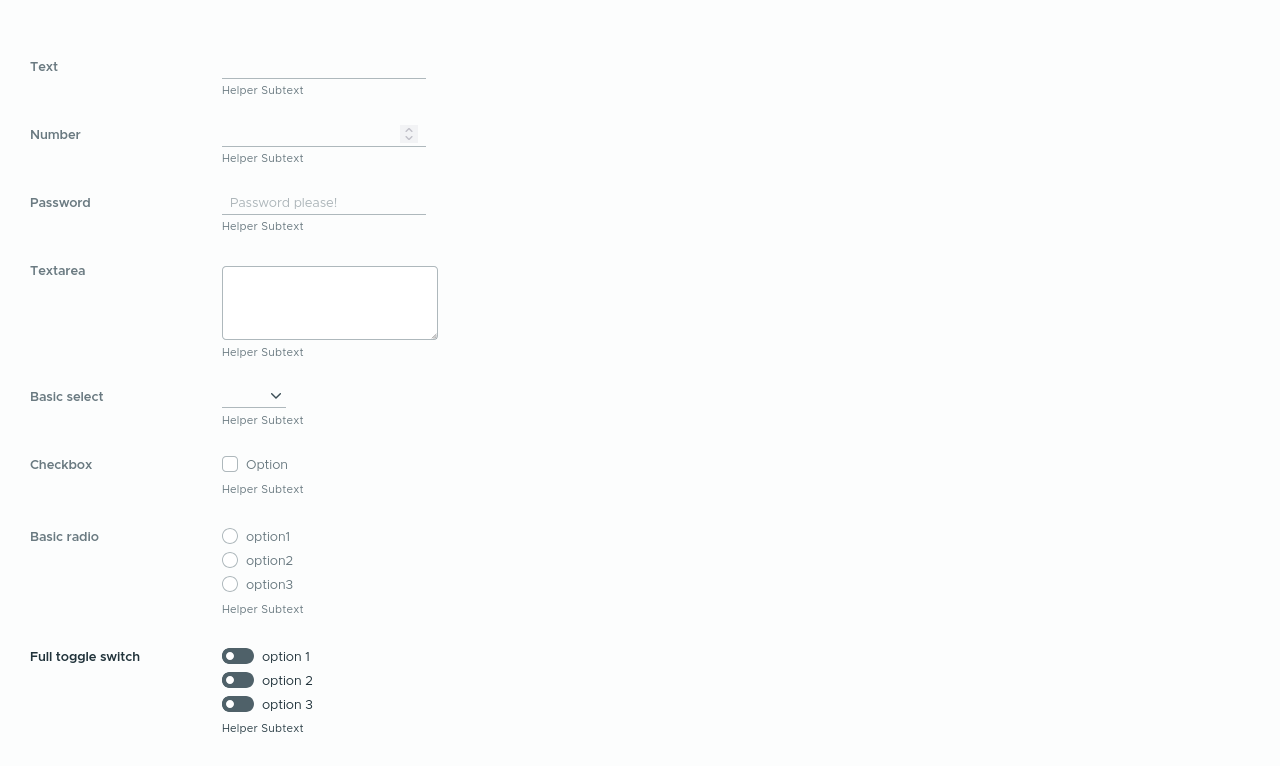 Text
Helper Subtext
Number
Helper Subtext
Password Password please!
Helper Subtext
Textarea
Helper Subtext
Basic select
Helper Subtext
Checkbox Option
Helper Subtext
Basic radio option1
option2
option3
Helper Subtext
Full toggle switch option 1
option 2
option 3
Helper Subtext